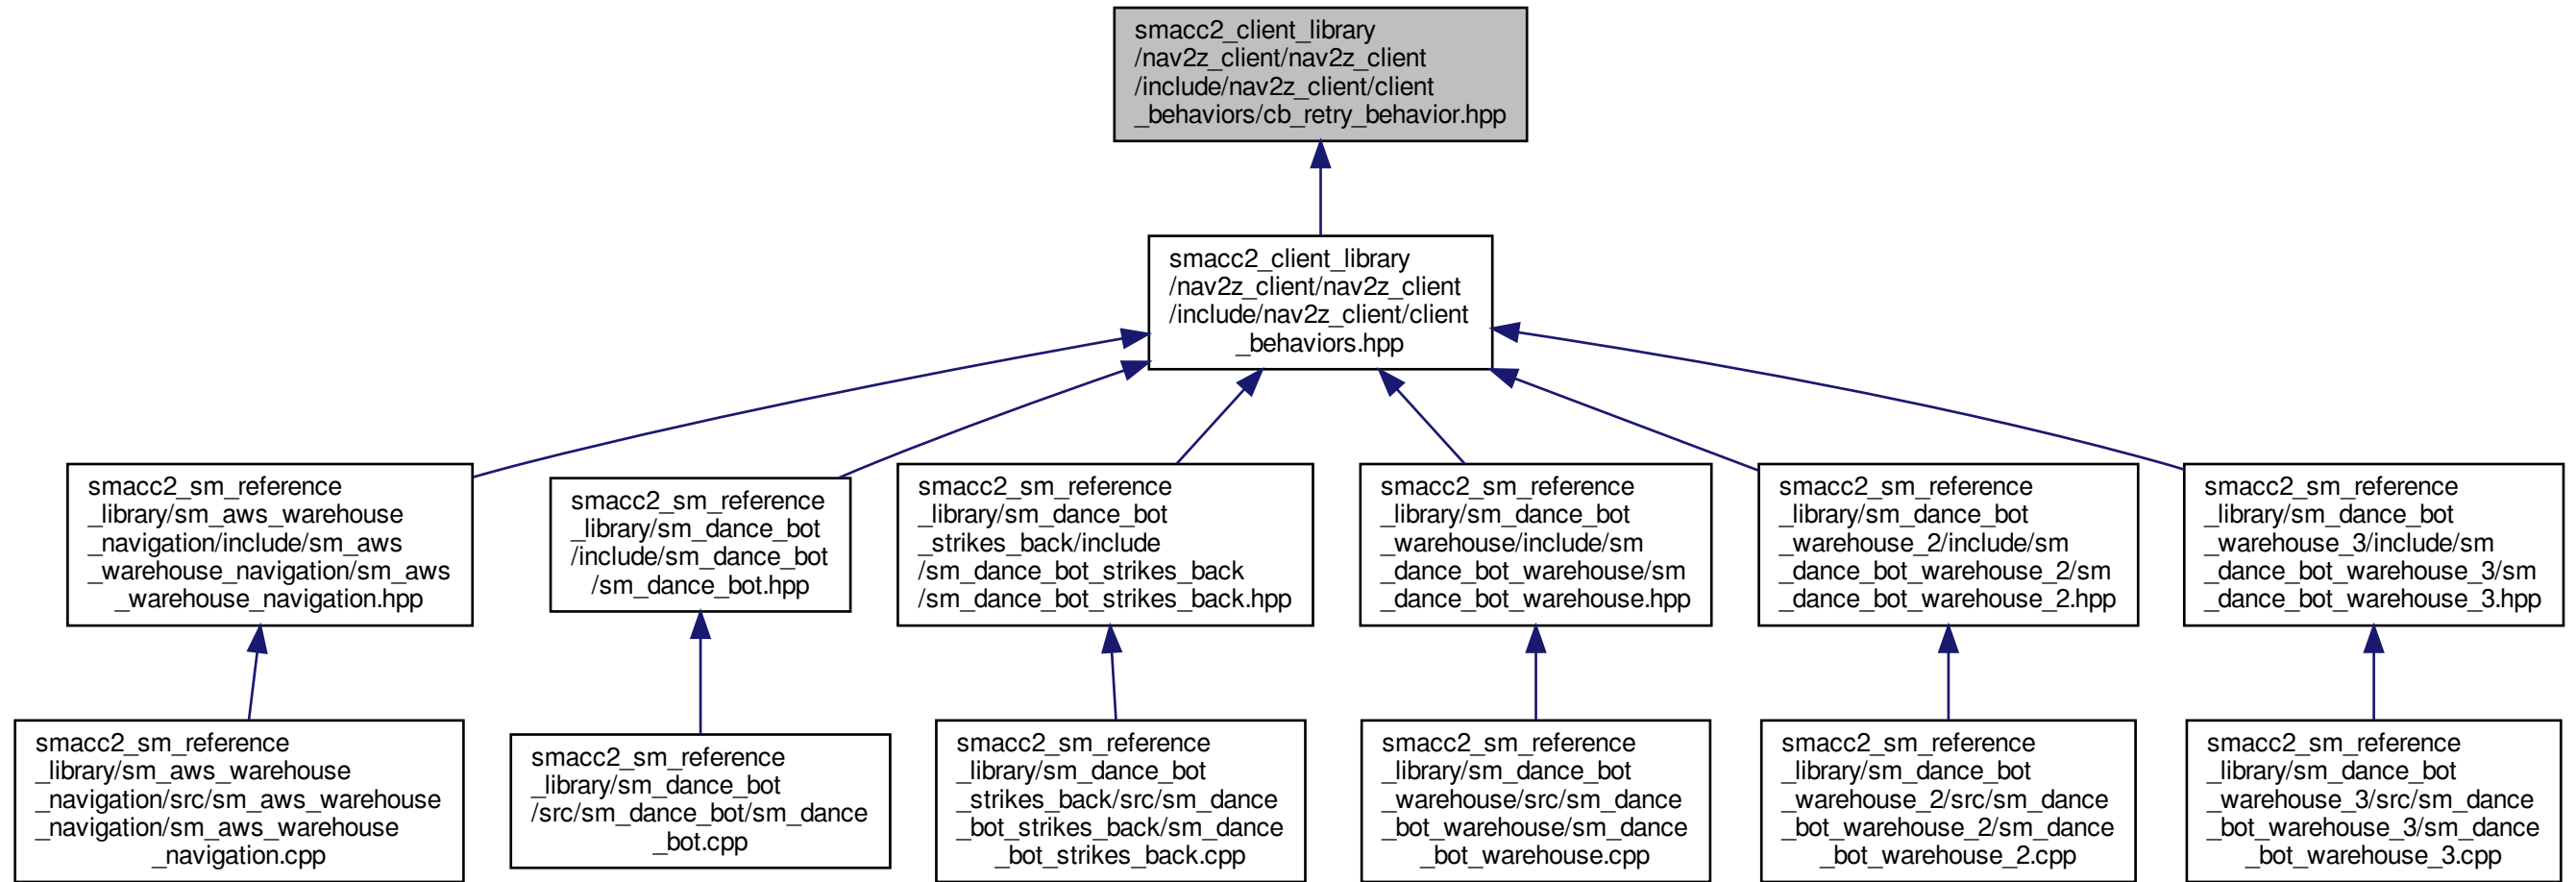 smacc2_client_library
/nav2z_client/nav2z_client
/include/nav2z_client/client
_behaviors/cb_retry_behavior.hpp
smacc2_client_library
/nav2z_client/nav2z_client
/include/nav2z_client/client
_behaviors.hpp
smacc2_sm_reference
_library/sm_aws_warehouse
_navigation/include/sm_aws
_warehouse_navigation/sm_aws
_warehouse_navigation.hpp
smacc2_sm_reference
_library/sm_dance_bot
/include/sm_dance_bot
/sm_dance_bot.hpp
smacc2_sm_reference
_library/sm_dance_bot
_strikes_back/include
/sm_dance_bot_strikes_back
/sm_dance_bot_strikes_back.hpp
smacc2_sm_reference
_library/sm_dance_bot
_warehouse/include/sm
_dance_bot_warehouse/sm
_dance_bot_warehouse.hpp
smacc2_sm_reference
_library/sm_dance_bot
_warehouse_2/include/sm
_dance_bot_warehouse_2/sm
_dance_bot_warehouse_2.hpp
smacc2_sm_reference
_library/sm_dance_bot
_warehouse_3/include/sm
_dance_bot_warehouse_3/sm
_dance_bot_warehouse_3.hpp
smacc2_sm_reference
_library/sm_aws_warehouse
_navigation/src/sm_aws_warehouse
_navigation/sm_aws_warehouse
_navigation.cpp
smacc2_sm_reference
_library/sm_dance_bot
/src/sm_dance_bot/sm_dance
_bot.cpp
smacc2_sm_reference
_library/sm_dance_bot
_strikes_back/src/sm_dance
_bot_strikes_back/sm_dance
_bot_strikes_back.cpp
smacc2_sm_reference
_library/sm_dance_bot
_warehouse/src/sm_dance
_bot_warehouse/sm_dance
_bot_warehouse.cpp
smacc2_sm_reference
_library/sm_dance_bot
_warehouse_2/src/sm_dance
_bot_warehouse_2/sm_dance
_bot_warehouse_2.cpp
smacc2_sm_reference
_library/sm_dance_bot
_warehouse_3/src/sm_dance
_bot_warehouse_3/sm_dance
_bot_warehouse_3.cpp